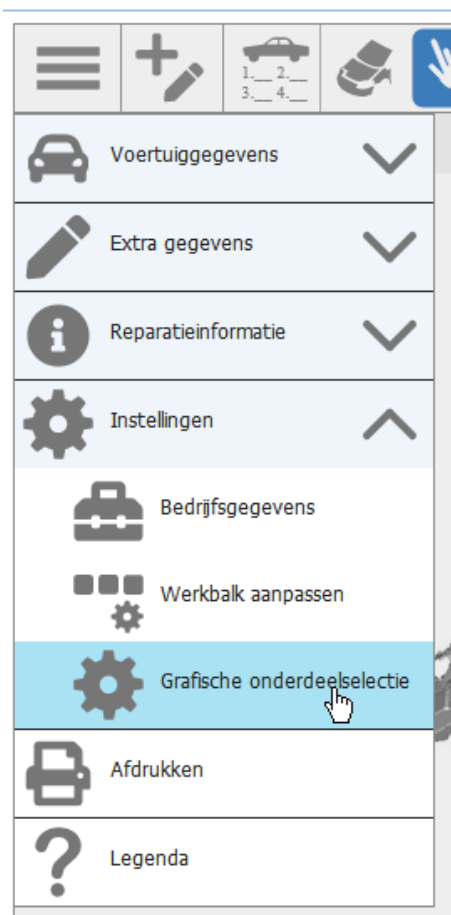 1.__ 2.__
3.__ 4.__
Voertuiggegevens
Extra gegevens
Reparatieinformatie
Instellingen
Bedrijfsgegevens
Werkbalk aanpassen
Grafische onderdeelselectie
Afdrukken
Legenda